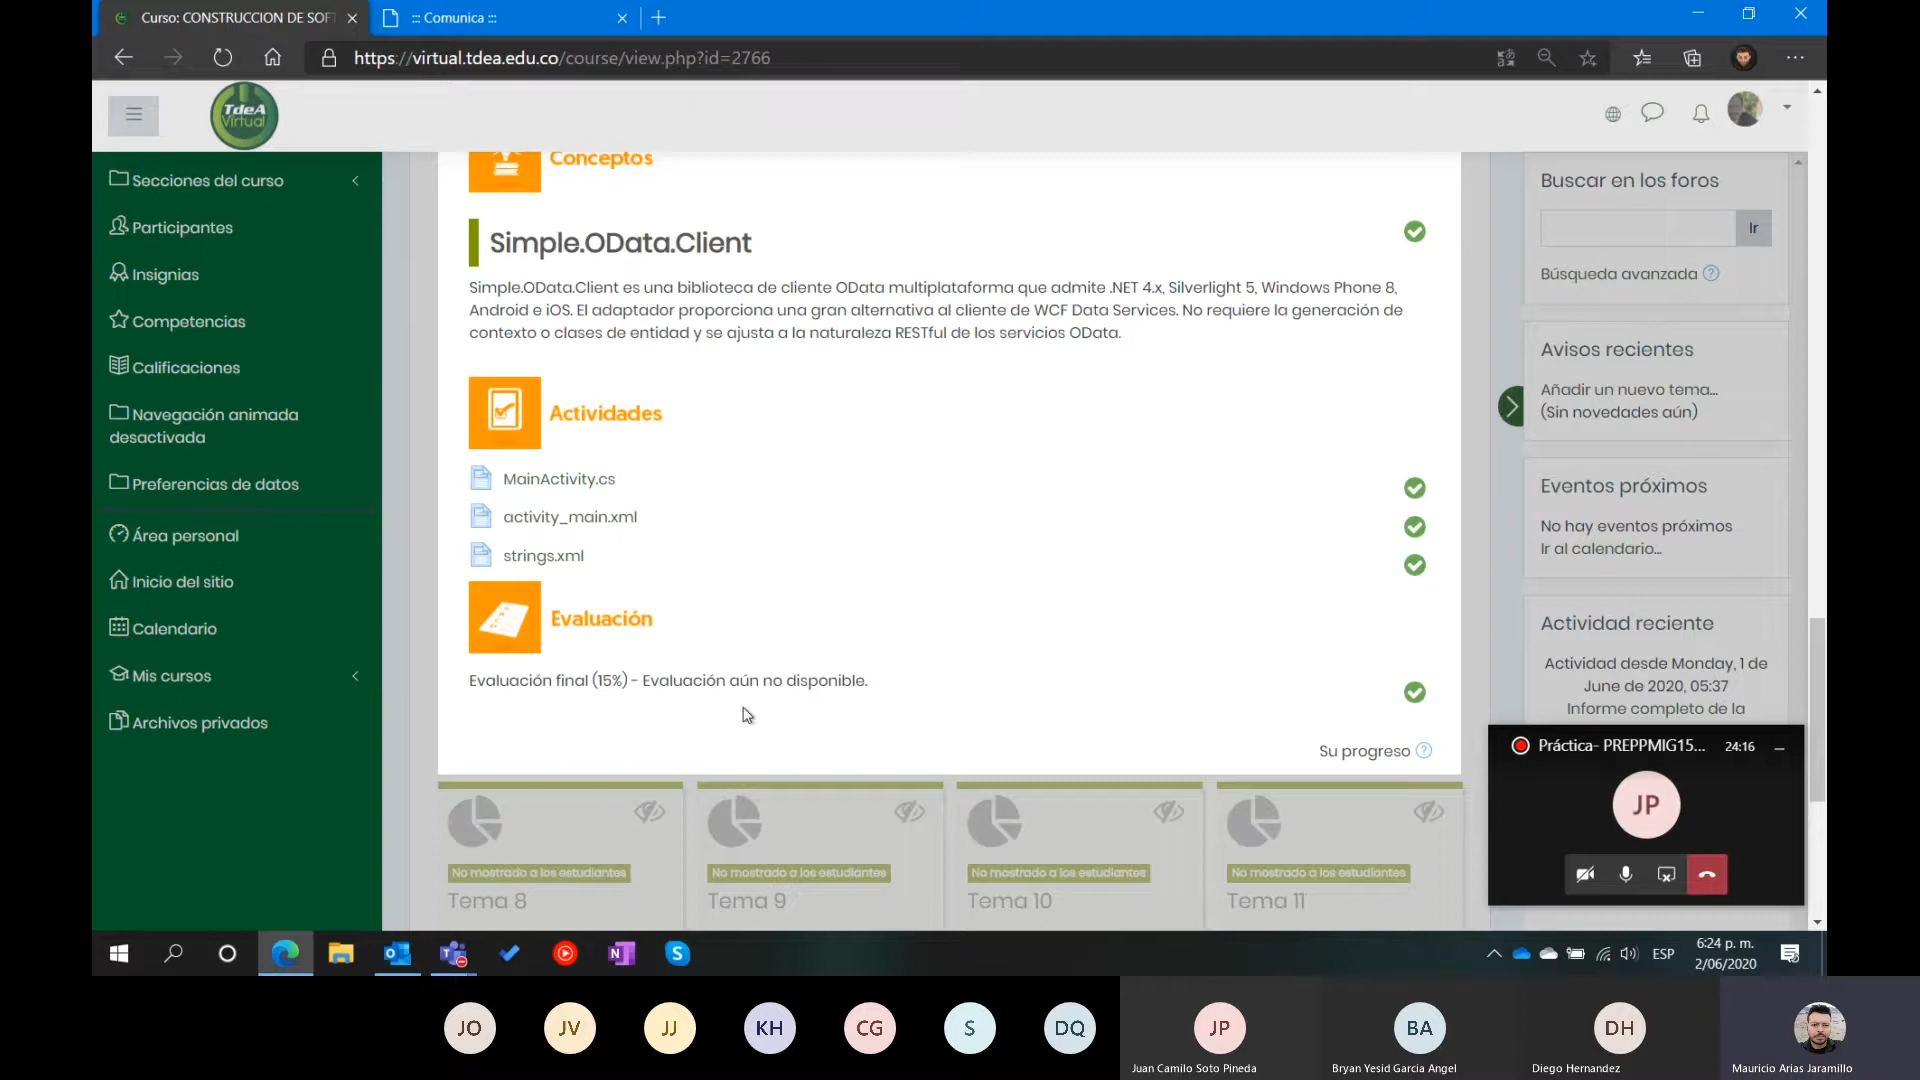 Curso: CONSTRUCCION DE SOF
::: Comunica :::
https://virtual.tdea.edu.co/course/view.php?id=2766
TdeA
Virtual
Secciones del curso
Participantes
Insignias
Competencias
Calificaciones
Navegación animada
desactivada
Preferencias de datos
Área personal
Inicio del sitio
Calendario
Mis cursos
Archivos privados
Conceptos
Simple.OData.Client
Simple.OData.Client es una biblioteca de cliente OData multiplataforma que admite .NET 4.x, Silverlight 5, Windows Phone 8,
Android e iOS. El adaptador proporciona una gran alternativa al cliente de WCF Data Services. No requiere la generación de
contexto o clases de entidad y se ajusta a la naturaleza RESTful de los servicios OData.
Actividades
MainActivity.cs
activity_main.xml
strings.xml
Evaluación
Evaluación final (15%) - Evaluación aún no disponible.
Su progreso
No mostrado a los estudiantes
Tema 8
No mostrado a los estudiantes
Tema 9
No mostrado a los estudiantes
Tema 10
No mostrado a los estudiantes
Tema 11
Buscar en los foros
Ir
Búsqueda avanzada
Avisos recientes
Añadir un nuevo tema...
(Sin novedades aún)
Eventos próximos
No hay eventos próximos
Ir al calendario...
Actividad reciente
Actividad desde Monday, 1 de
June de 2020, 05:37
Informe completo de la
Práctica- PREPPMIG15... 24:16
JP
ESP
6:24 p. m.
2/06/2020
JO
JV
JJ
KH
CG
S
DQ
JP
Juan Camilo Soto Pineda
BA
Bryan Yesid Garcia Angel
DH
Diego Hernandez
Mauricio Arias Jaramillo